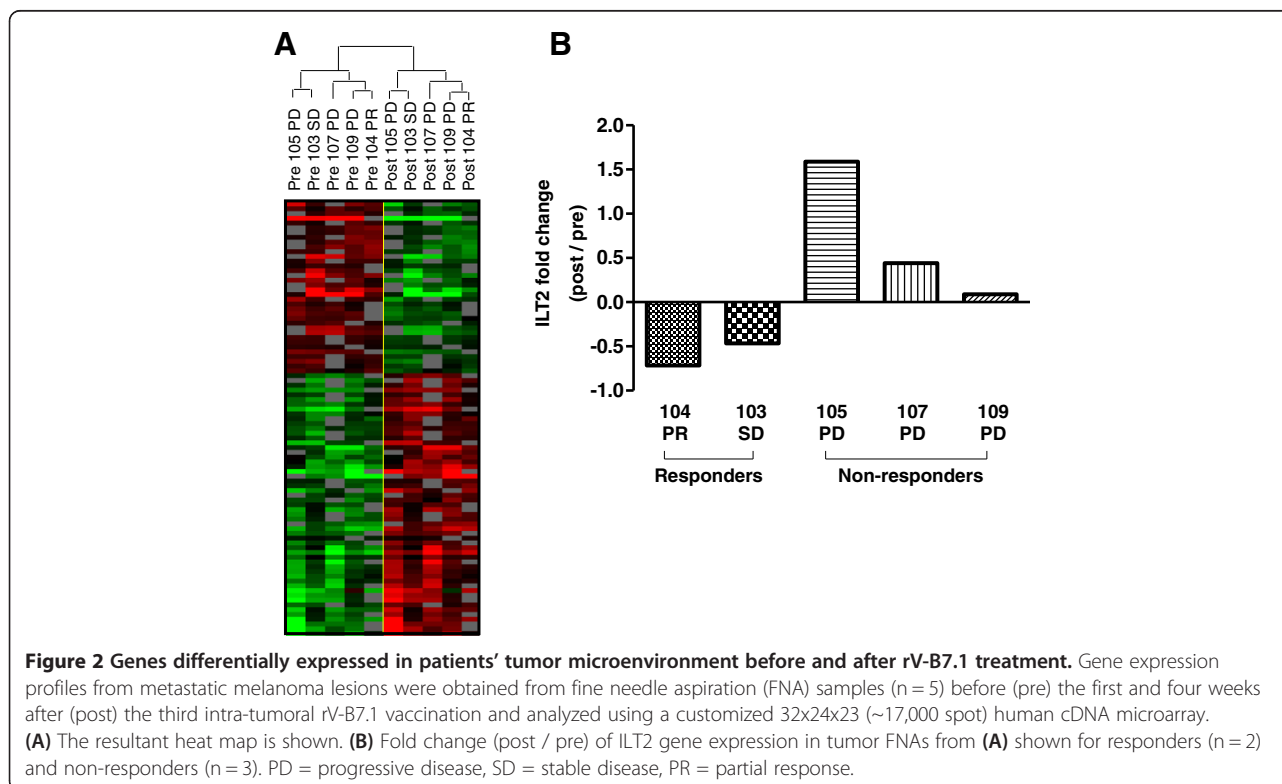 A
B
Pre 105 PD
Pre 103 SD
Pre 107 PD
Pre 109 PD
Pre 104 PR
Post 105 PD
Post 103 SD
Post 107 PD
Post 109 PD
Post 104 PR
ILT2 fold change
(post / pre)
2.0
1.5
1.0
0.5
0.0
-0.5
-1.0
104 103 105 107 109
PR SD PD PD PD
Responders Non-responders
Figure 2 Genes differentially expressed in patients' tumor microenvironment before and after rV-B7.1 treatment. Gene expression
profiles from metastatic melanoma lesions were obtained from fine needle aspiration (FNA) samples (n = 5) before (pre) the first and four weeks
after (post) the third intra-tumoral rV-B7.1 vaccination and analyzed using a customized 32x24x23 (~17,000 spot) human cDNA microarray.
(A) The resultant heat map is shown. (B) Fold change (post / pre) of ILT2 gene expression in tumor FNAs from (A) shown for responders (n = 2)
and non-responders (n = 3). PD = progressive disease, SD = stable disease, PR = partial response.